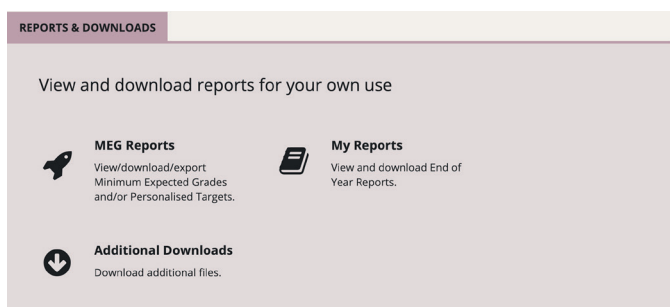 REPORTS & DOWNLOADS
View and download reports for your own use
MEG Reports
View/download/export
Minimum Expected Grades
and/or Personalised Targets.
My Reports
View and download End of
Year Reports.
Additional Downloads
Download additional files.